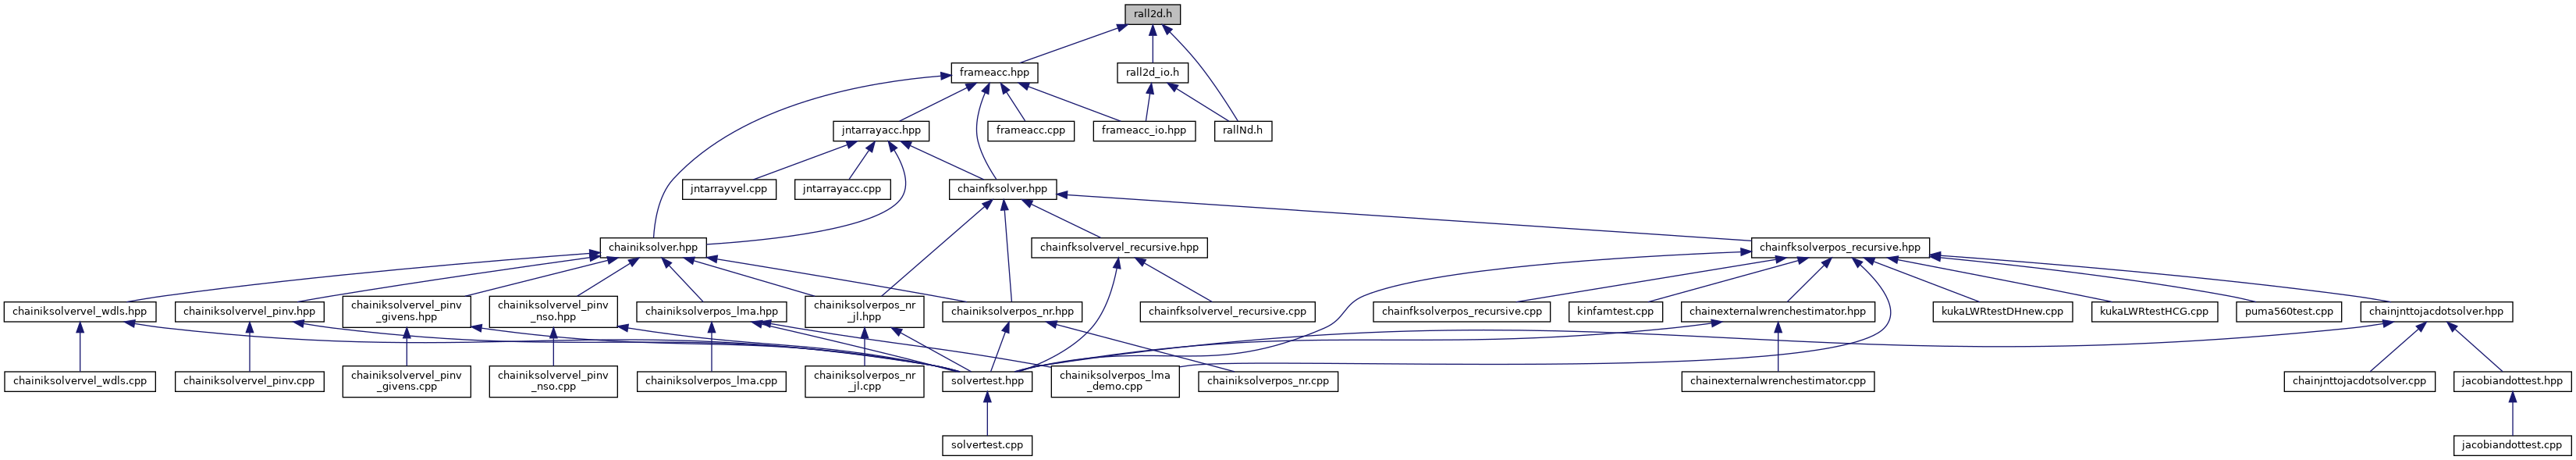 rall2d.h
frameacc.hpp
rall2d_io.h
jntarrayacc.hpp
frameacc.cpp
frameacc_io.hpp
rallNd.h
jntarrayvel.cpp
jntarrayacc.cpp
chainfksolver.hpp
chainiksolver.hpp
chainfksolvervel_recursive.hpp
chainfksolverpos_recursive.hpp
chainiksolvervel_wdls.hpp
chainiksolvervel_pinv.hpp
chainiksolvervel_pinv
_givens.hpp
chainiksolvervel_pinv
_nso.hpp
chainiksolverpos_lma.hpp
chainiksolverpos_nr
_jl.hpp
chainiksolverpos_nr.hpp
chainfksolvervel_recursive.cpp
chainfksolverpos_recursive.cpp
kinfamtest.cpp
chainexternalwrenchestimator.hpp
kukaLWRtestDHnew.cpp
kukaLWRtestHCG.cpp
puma560test.cpp
chainjnttojacdotsolver.hpp
chainiksolvervel_wdls.cpp
chainiksolvervel_pinv.cpp
chainiksolvervel_pinv
_givens.cpp
chainiksolvervel_pinv
_nso.cpp
chainiksolverpos_lma.cpp
chainiksolverpos_nr
_jl.cpp
solvertest.hpp
chainiksolverpos_lma
_demo.cpp
chainiksolverpos_nr.cpp
chainexternalwrenchestimator.cpp
chainjnttojacdotsolver.cpp
jacobiandottest.hpp
solvertest.cpp
jacobiandottest.cpp